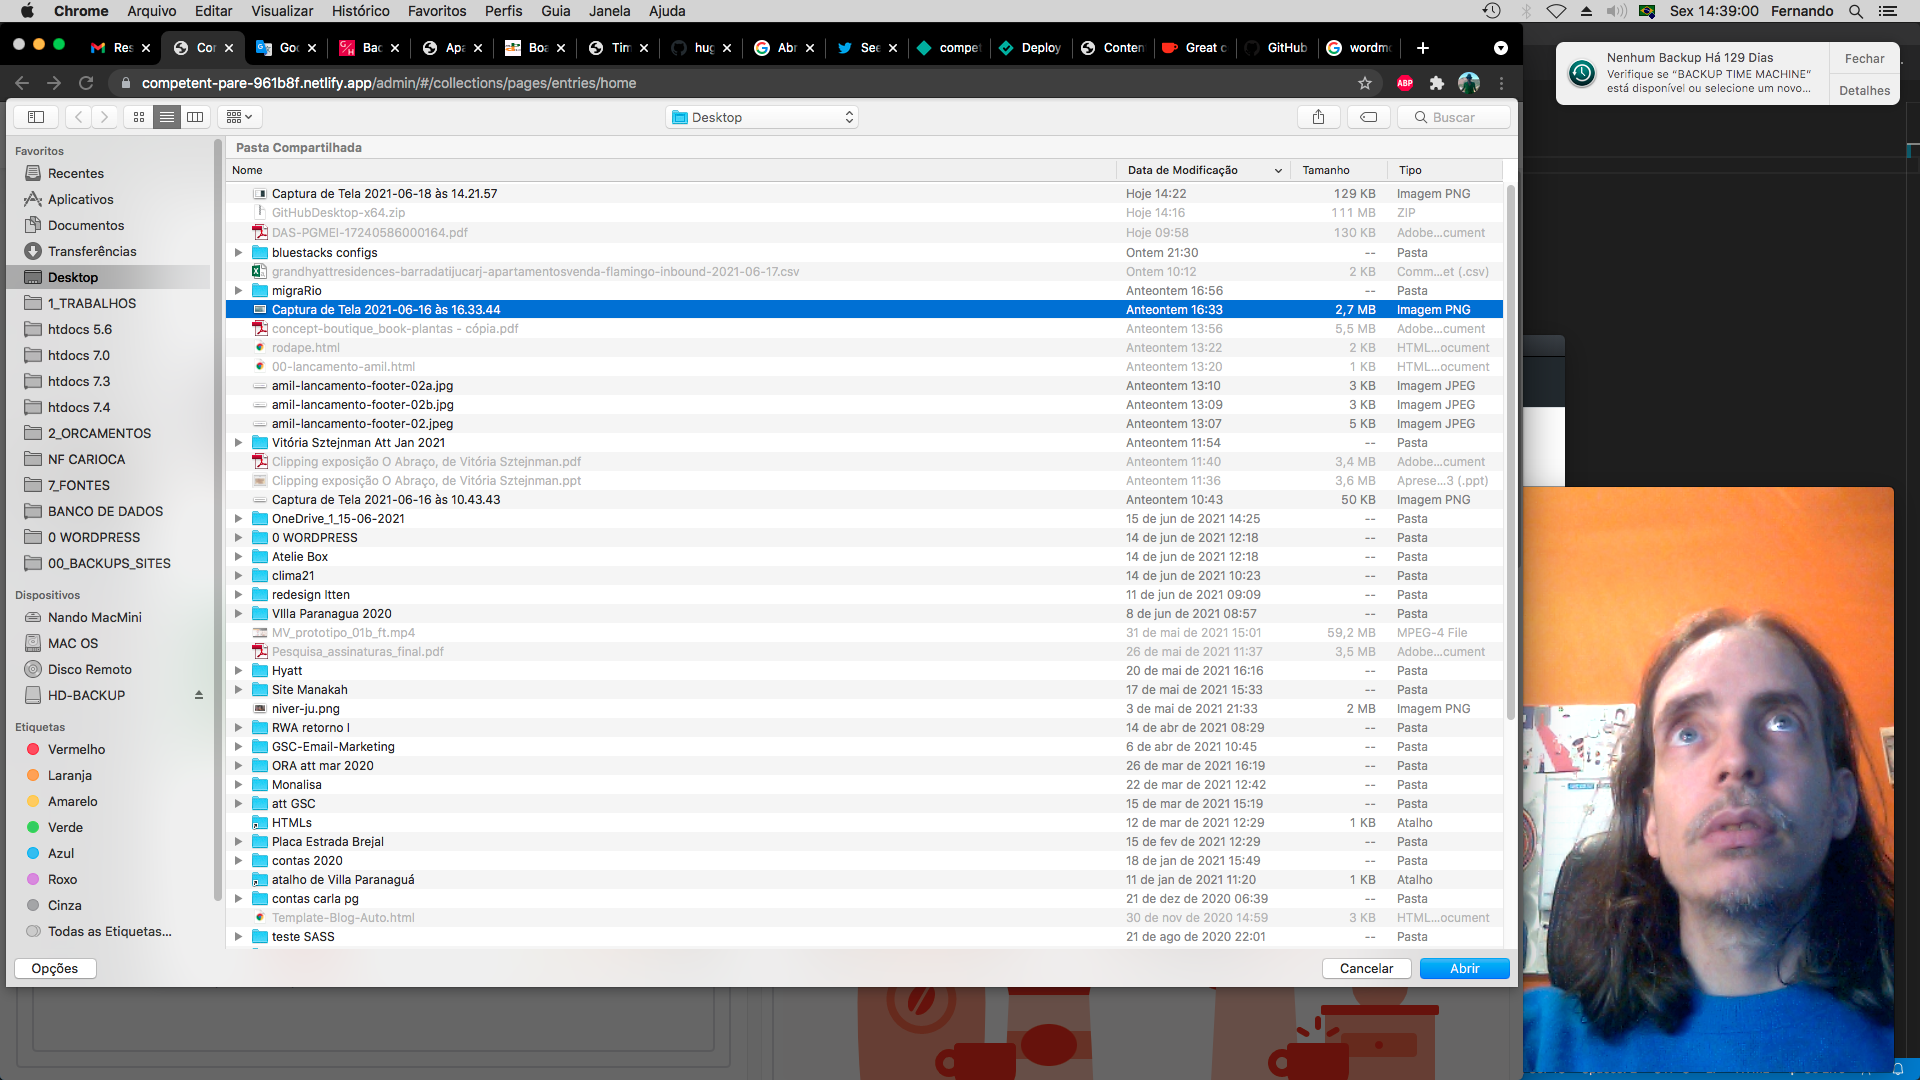 Chrome Arquivo Editar Visualizar Histórico Favoritos Perfis Guia Janela Ajuda Sex 14:39:00 Fernando
Res Cor Go Bac Apa Boa Tim hug Abr See compet Deploy Conten Great c GitHub wordmo
competent-pare-961b8f.netlify.app/admin/#/collections/pages/entries/home ABP
Nenhum Backup Há 129 Dias
Verifique se “BACKUP TIME MACHINE”
está disponível ou selecione um novo...
Fechar
Detalhes
Desktop Buscar
Favoritos
Recentes
Aplicativos
Documentos
Transferências
Desktop
1_TRABALHOS
htdocs 5.6
htdocs 7.0
htdocs 7.3
htdocs 7.4
2_ORCAMENTOS
NF CARIOCA
7_FONTES
BANCO DE DADOS
0 WORDPRESS
00_BACKUPS_SITES
Dispositivos
Nando MacMini
MAC OS
Disco Remoto
HD-BACKUP
Etiquetas
Vermelho
Laranja
Amarelo
Verde
Azul
Roxo
Cinza
Todas as Etiquetas...
Pasta Compartilhada
Nome Data de Modificação Tamanho Tipo
Captura de Tela 2021-06-18 às 14.21.57 Hoje 14:22 129 KB Imagem PNG
GitHubDesktop-x64.zip Hoje 14:16 111 MB ZIP
DAS-PGMEI-17240586000164.pdf Hoje 09:58 130 KB Adobe...cument
bluestacks configs Ontem 21:30 -- Pasta
grandhyattresidences-barradatijucarj-apartamentosvenda-flamingo-inbound-2021-06-17.csv Ontem 10:12 2 KB Comm...et (.csv)
migraRio Anteontem 16:56 -- Pasta
Captura de Tela 2021-06-16 às 16.33.44 Anteontem 16:33 2,7 MB Imagem PNG
concept-boutique_book-plantas - cópia.pdf Anteontem 13:56 5,5 MB Adobe...cument
rodape.html Anteontem 13:22 2 KB HTML...ocument
00-lancamento-amil.html Anteontem 13:20 1 KB HTML...ocument
amil-lancamento-footer-02a.jpg Anteontem 13:10 3 KB Imagem JPEG
amil-lancamento-footer-02b.jpg Anteontem 13:09 3 KB Imagem JPEG
amil-lancamento-footer-02.jpeg Anteontem 13:07 5 KB Imagem JPEG
Vitória Sztejnman Att Jan 2021 Anteontem 11:54 -- Pasta
Clipping exposição O Abraço, de Vitória Sztejnman.pdf Anteontem 11:40 3,4 MB Adobe...cument
Clipping exposição O Abraço, de Vitória Sztejnman.ppt Anteontem 11:36 3,6 MB Aprese...3 (.ppt)
Captura de Tela 2021-06-16 às 10.43.43 Anteontem 10:43 50 KB Imagem PNG
OneDrive_1_15-06-2021 15 de jun de 2021 14:25 -- Pasta
0 WORDPRESS 14 de jun de 2021 12:18 -- Pasta
Atelie Box 14 de jun de 2021 12:18 -- Pasta
clima21 14 de jun de 2021 10:23 -- Pasta
redesign Itten 11 de jun de 2021 09:09 -- Pasta
VIlla Paranagua 2020 8 de jun de 2021 08:57 -- Pasta
MV_prototipo_01b_ft.mp4 31 de mai de 2021 15:01 59,2 MB MPEG-4 File
Pesquisa_assinaturas_final.pdf 26 de mai de 2021 11:37 3,5 MB Adobe...cument
Hyatt 20 de mai de 2021 16:16 -- Pasta
Site Manakah 17 de mai de 2021 15:33 -- Pasta
niver-ju.png 3 de mai de 2021 21:33 2 MB Imagem PNG
RWA retorno I 14 de abr de 2021 08:29 -- Pasta
GSC-Email-Marketing 6 de abr de 2021 10:45 -- Pasta
ORA att mar 2020 26 de mar de 2021 16:19 -- Pasta
Monalisa 22 de mar de 2021 12:42 -- Pasta
att GSC 15 de mar de 2021 15:19 -- Pasta
HTMLs 12 de mar de 2021 12:29 1 KB Atalho
Placa Estrada Brejal 15 de fev de 2021 12:29 -- Pasta
contas 2020 18 de jan de 2021 15:49 -- Pasta
atalho de Villa Paranaguá 11 de jan de 2021 11:20 1 KB Atalho
contas carla pg 21 de dez de 2020 06:39 -- Pasta
Template-Blog-Auto.html 30 de nov de 2020 14:59 3 KB HTML...ocument
teste SASS 21 de ago de 2020 22:01 -- Pasta
Opções Cancelar Abrir